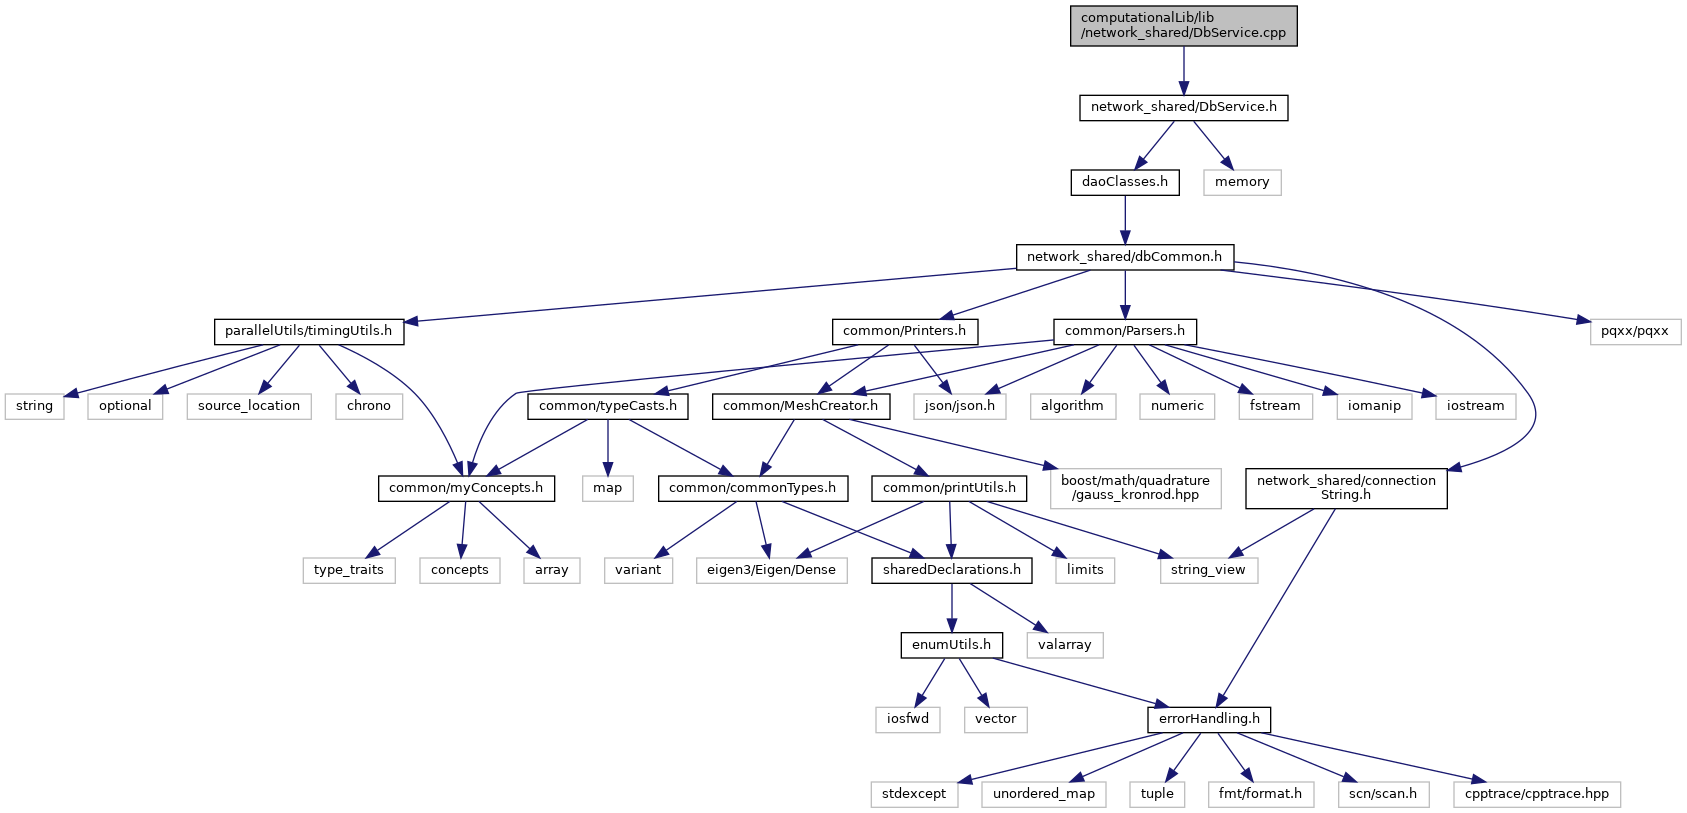 computationalLib/lib
/network_shared/DbService.cpp
network_shared/DbService.h
daoClasses.h
memory
network_shared/dbCommon.h
parallelUtils/timingUtils.h
common/Printers.h
common/Parsers.h
pqxx/pqxx
string
optional
source_location
chrono
common/typeCasts.h
common/MeshCreator.h
json/json.h
algorithm
numeric
fstream
iomanip
iostream
common/myConcepts.h
map
common/commonTypes.h
common/printUtils.h
boost/math/quadrature
/gauss_kronrod.hpp
network_shared/connection
String.h
type_traits
concepts
array
variant
eigen3/Eigen/Dense
sharedDeclarations.h
limits
string_view
enumUtils.h
valarray
iosfwd
vector
errorHandling.h
stdexcept
unordered_map
tuple
fmt/format.h
scn/scan.h
cpptrace/cpptrace.hpp